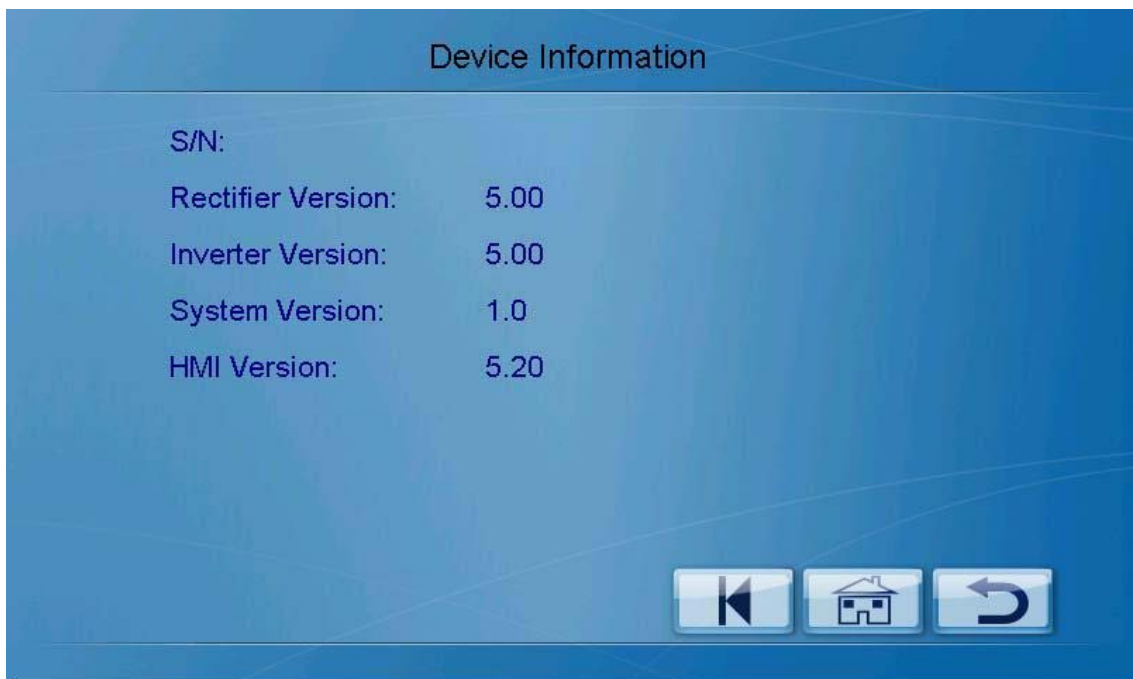 Device Information
S/N:
Rectifier Version: 5.00
Inverter Version: 5.00
System Version: 1.0
HMI Version: 5.20